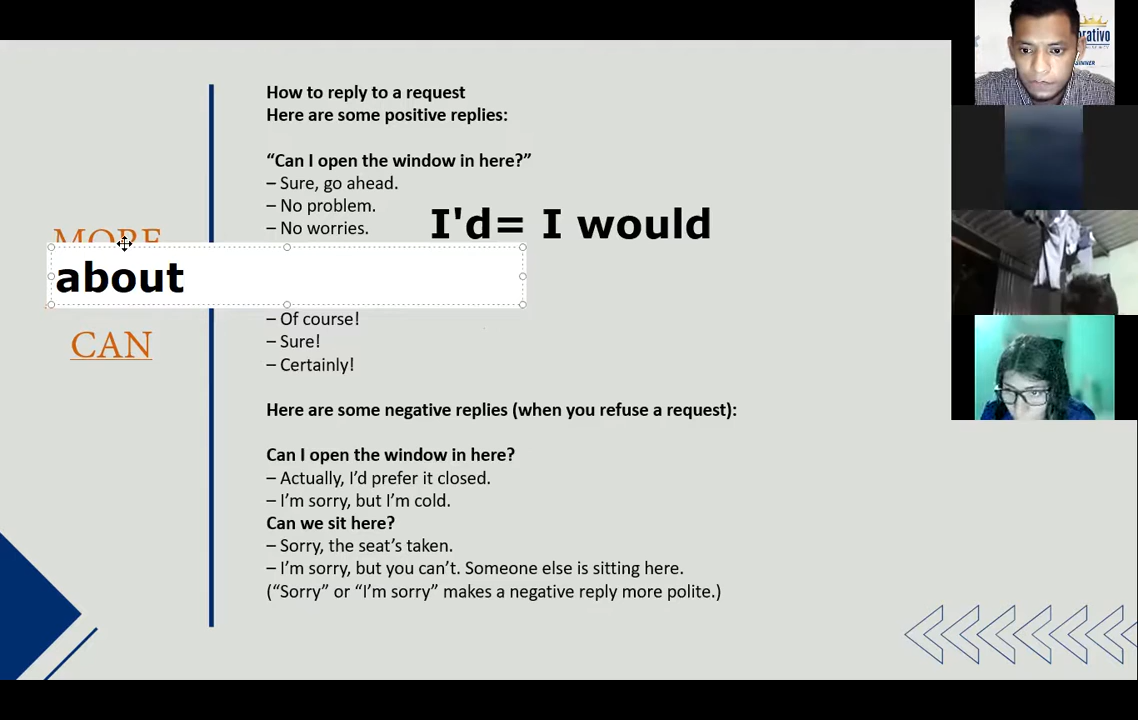 How to reply to a request
Here are some positive replies:
“Can I open the window in here?”
– Sure, go ahead.
– No problem.
– No worries.
I'd= I would
MORE
about
– Of course!
– Sure!
CAN
– Certainly!
Here are some negative replies (when you refuse a request):
Can I open the window in here?
– Actually, I’d prefer it closed.
– I’m sorry, but I’m cold.
Can we sit here?
– Sorry, the seat’s taken.
– I’m sorry, but you can’t. Someone else is sitting here.
(“Sorry” or “I’m sorry” makes a negative reply more polite.)